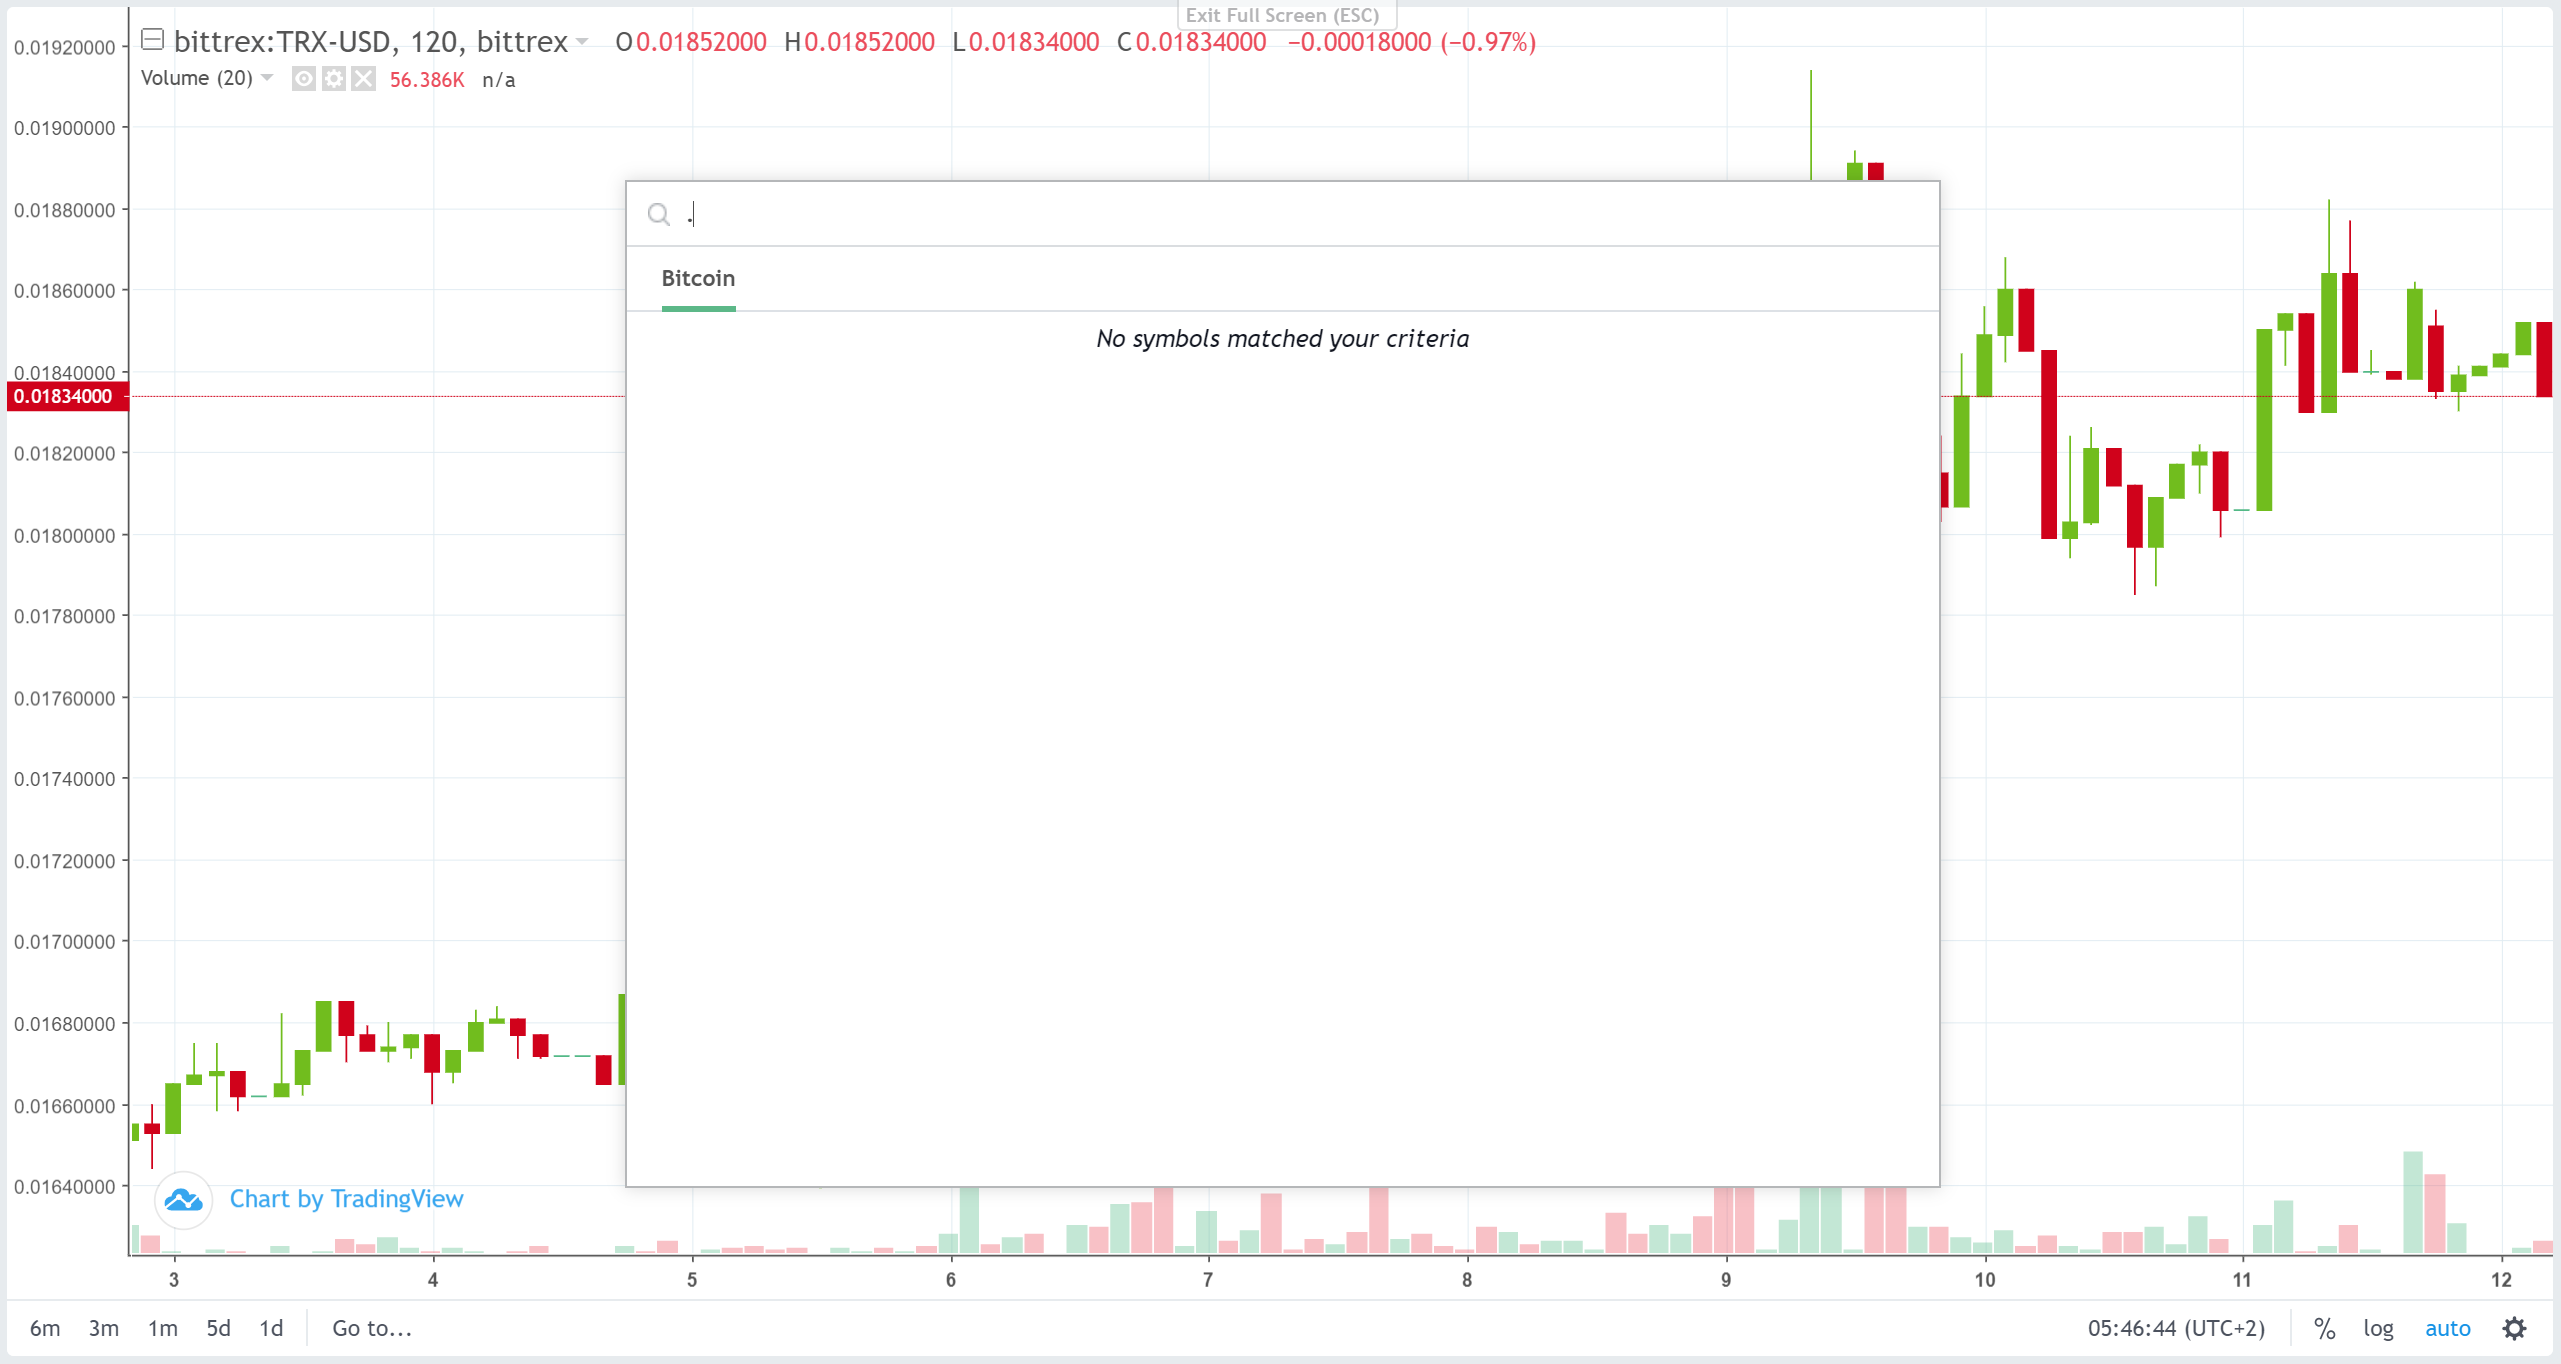 Exit Full Screen (ESC)
bittrex:TRX-USD, 120, bittrex O0.01852000 H0.01852000 L0.01834000 C0.01834000 −0.00018000 (−0.97%)
Volume (20) 56.386K n/a
0.01920000
0.01900000
0.01880000
0.01860000
0.01840000
0.01834000
0.01820000
0.01800000
0.01780000
0.01760000
0.01740000
0.01720000
0.01700000
0.01680000
0.01660000
0.01640000
.
Bitcoin
No symbols matched your criteria
Chart by TradingView
3 4 5 6 7 8 9 10 11 12
6m 3m 1m 5d 1d Go to... 05:46:44 (UTC+2) % log auto